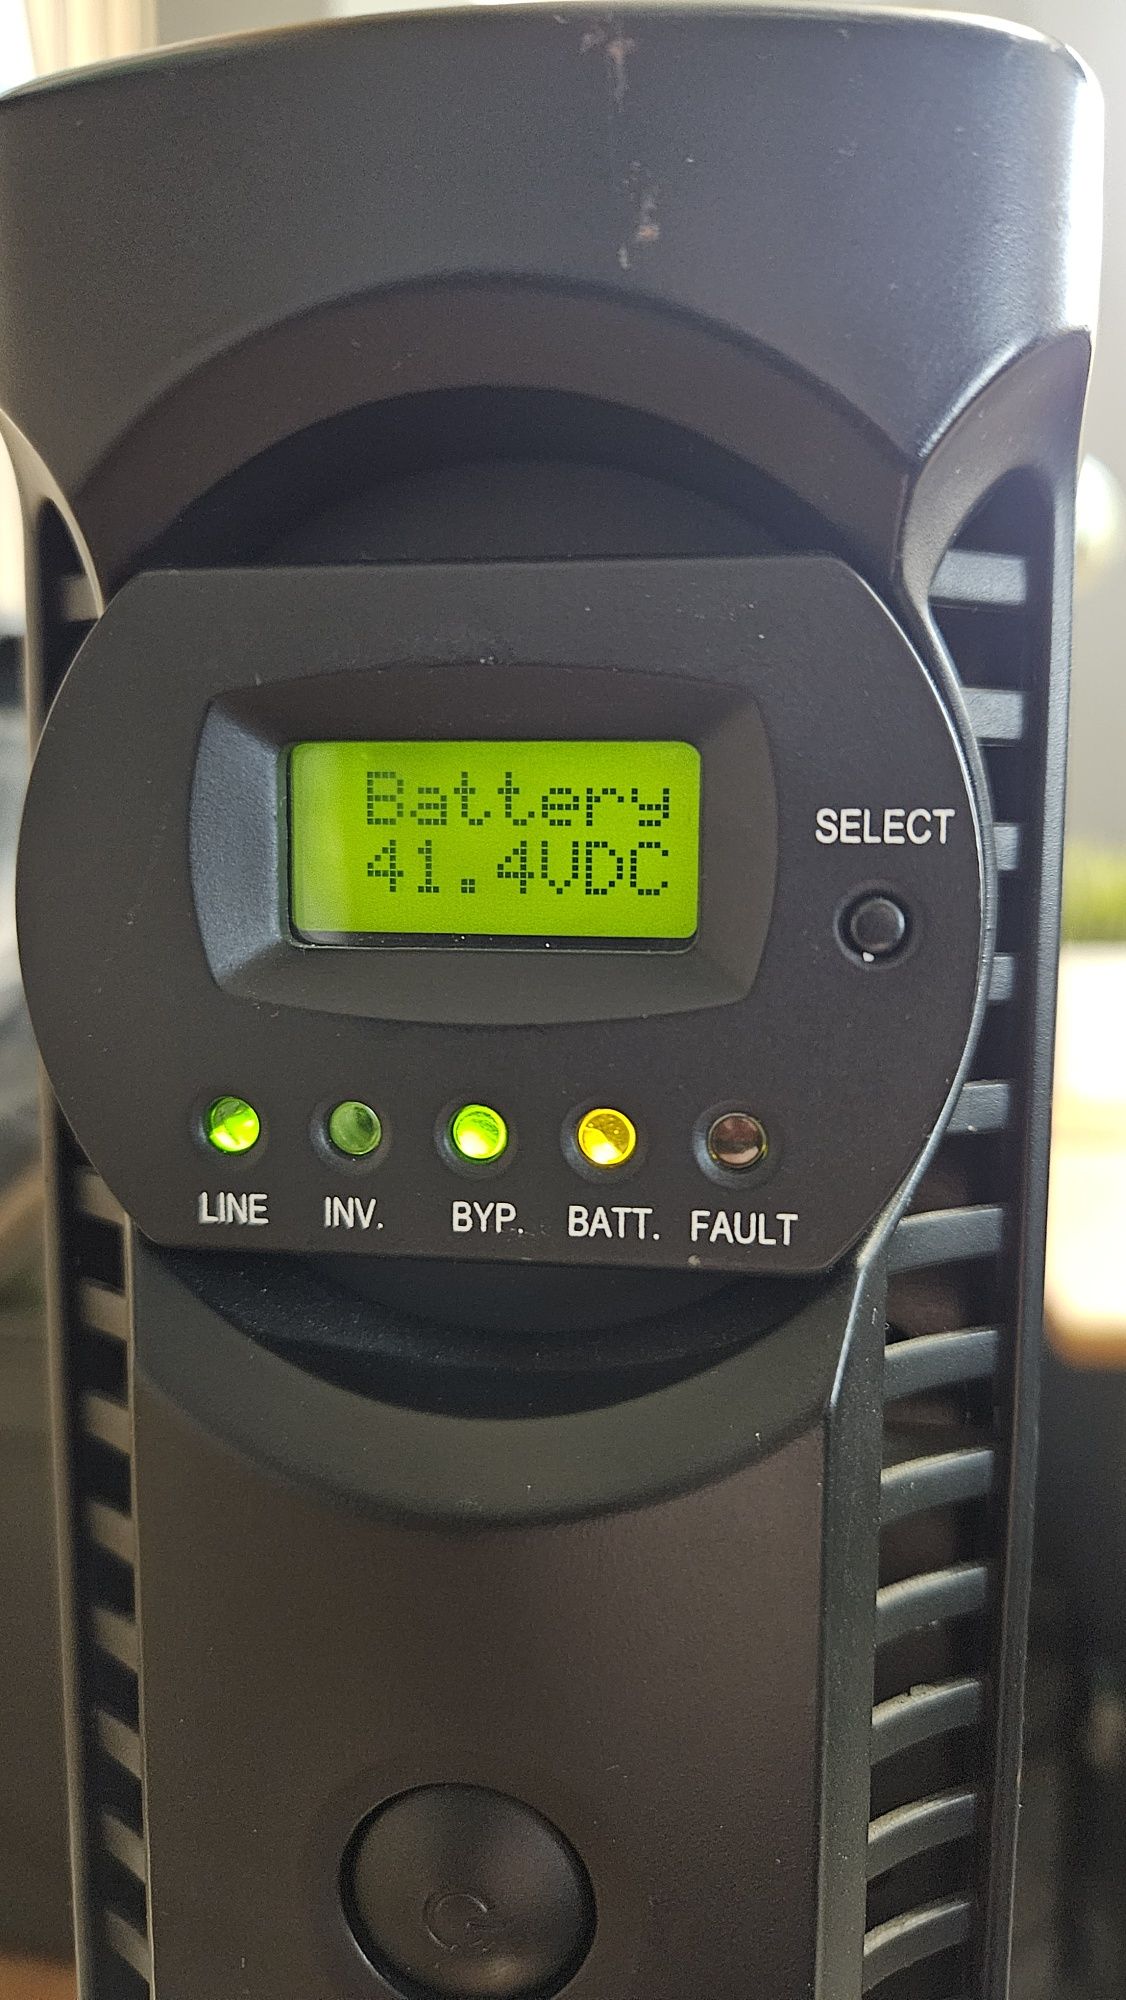 Battery
41.4VDC
SELECT
LINE INV. BYP. BATT. FAULT